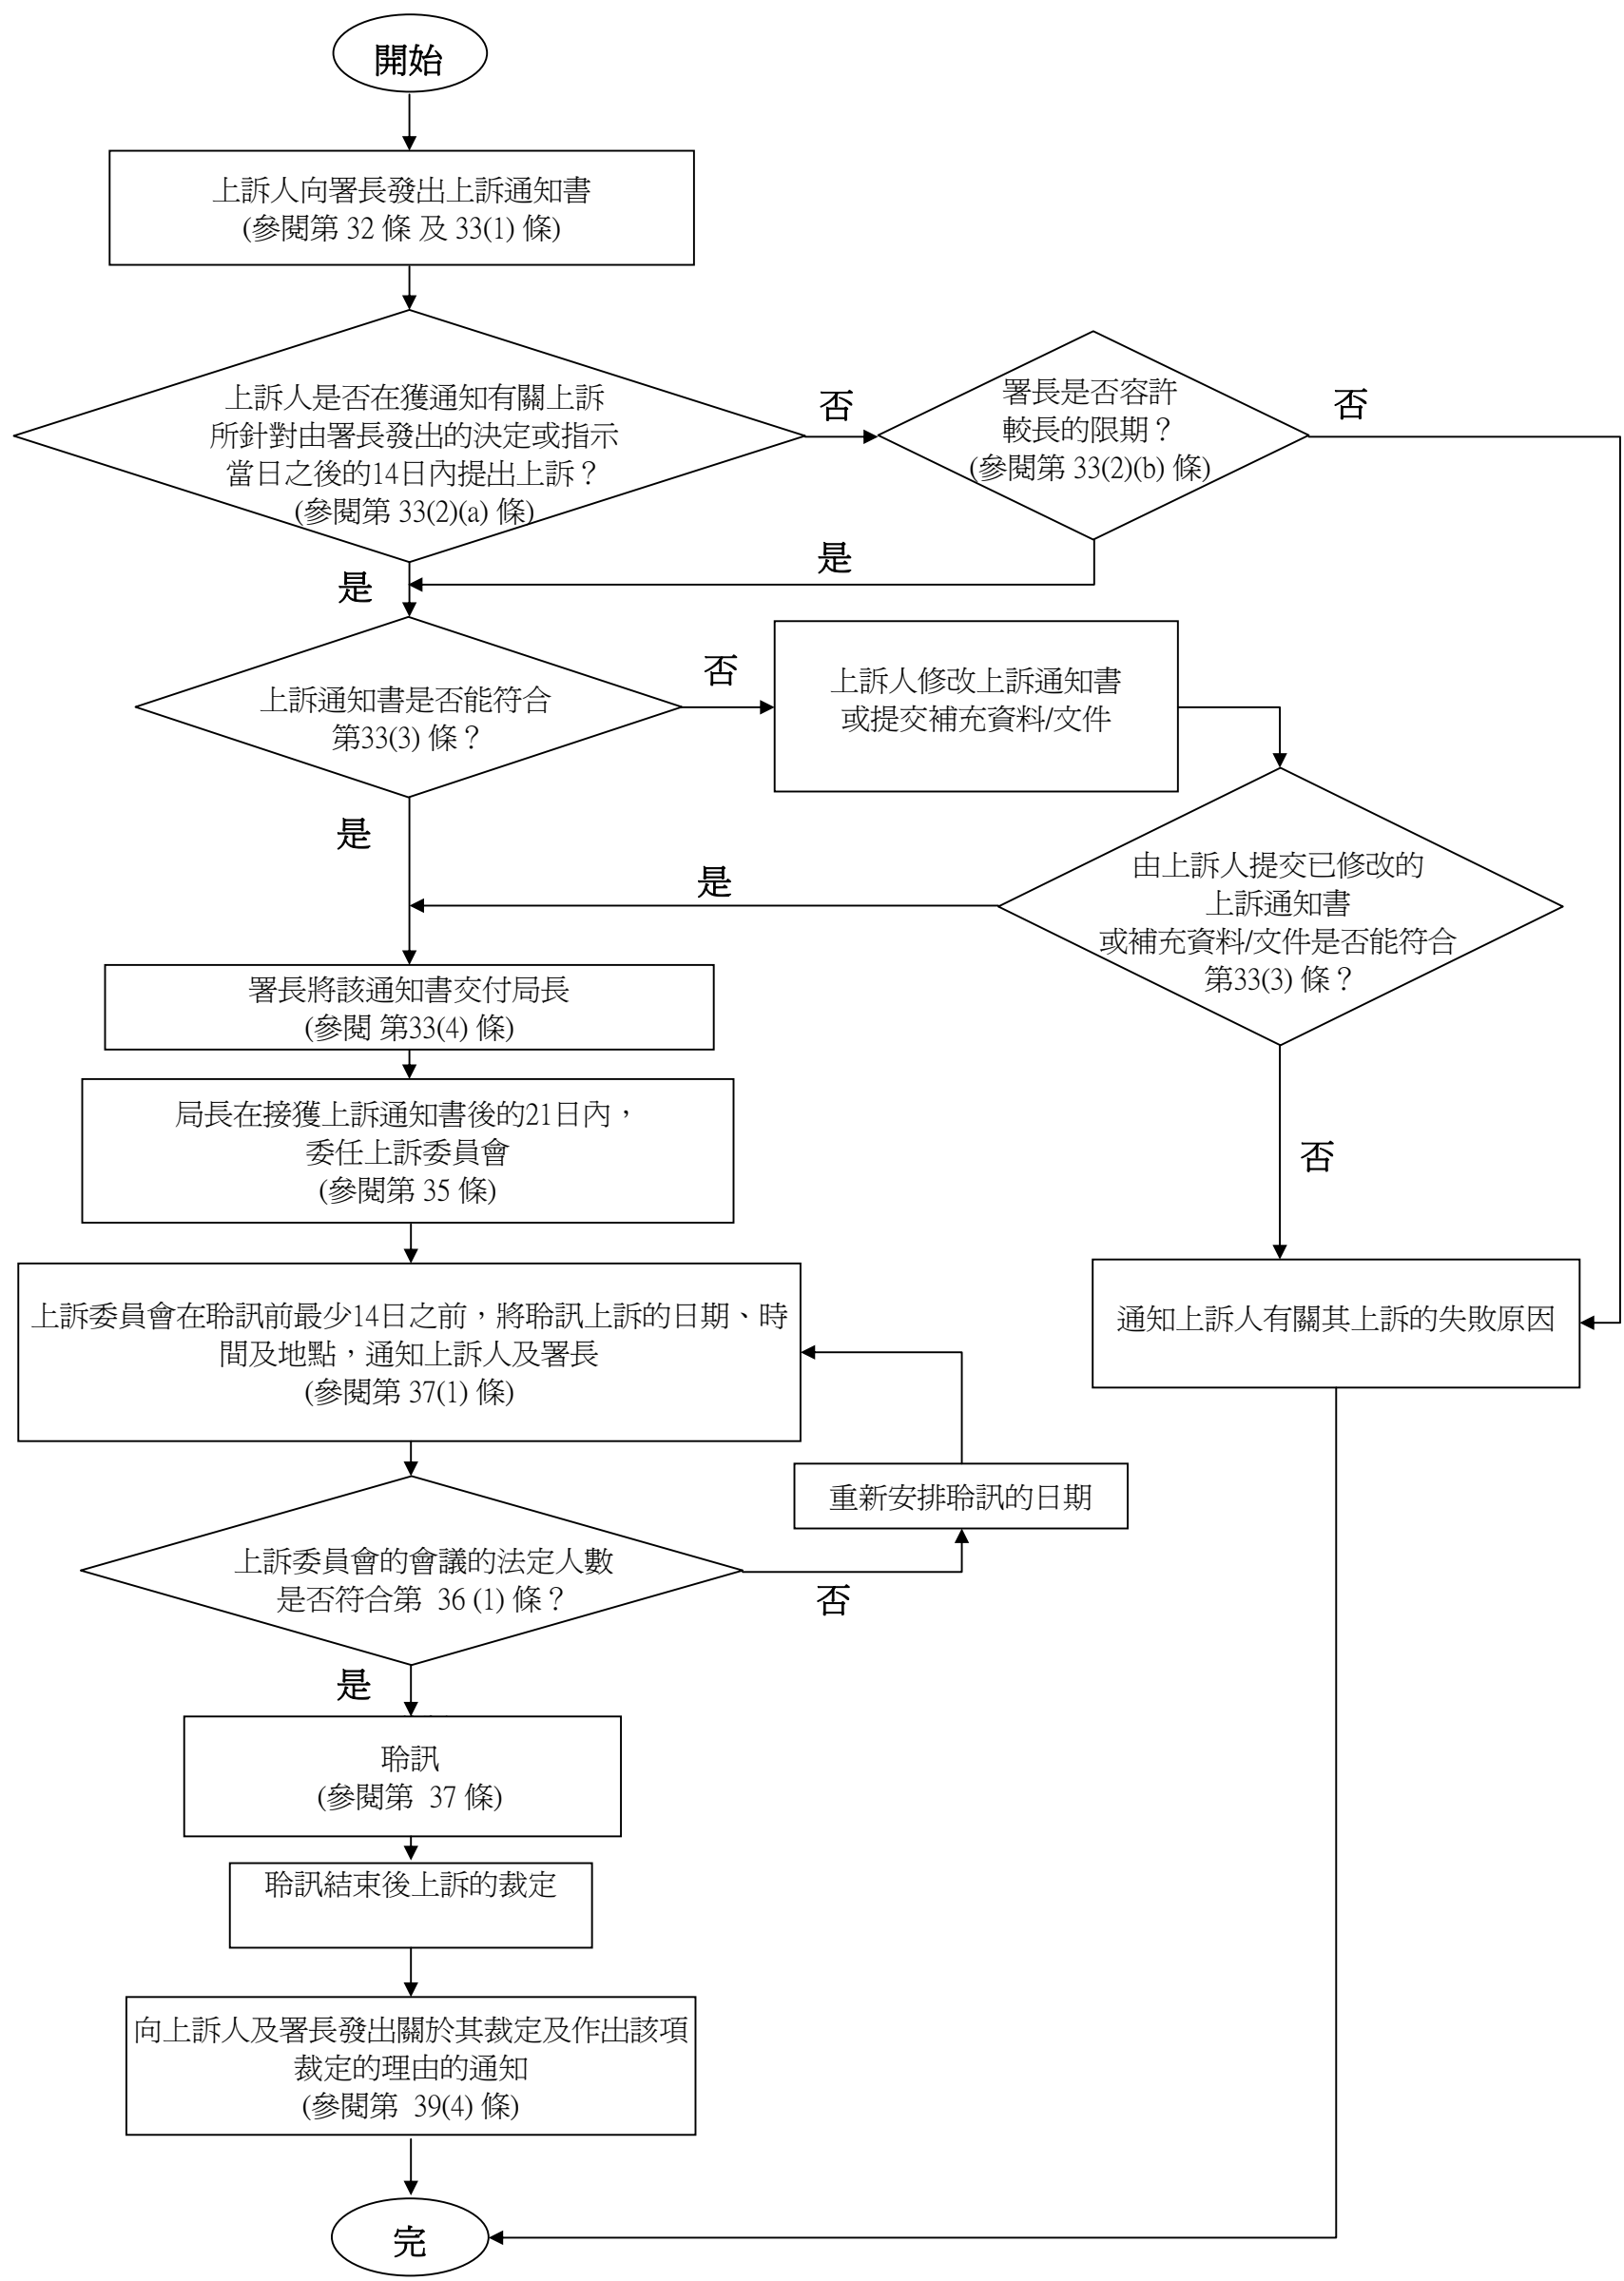 開始
上訴人向署長發出上訴通知書
(參閱第 32 條 及 33(1) 條)
上訴人是否在獲通知有關上訴
所針對由署長發出的決定或指示
當日之後的14日內提出上訴？
(參閱第 33(2)(a) 條)
否
署長是否容許
較長的限期？
(參閱第 33(2)(b) 條)
否
是
是
上訴通知書是否能符合
第33(3) 條？
否
上訴人修改上訴通知書
或提交補充資料/文件
是
是
由上訴人提交已修改的
上訴通知書
或補充資料/文件是否能符合
第33(3) 條？
署長將該通知書交付局長
(參閱 第33(4) 條)
局長在接獲上訴通知書後的21日內，
委任上訴委員會
(參閱第 35 條)
否
上訴委員會在聆訊前最少14日之前，將聆訊上訴的日期、時
間及地點，通知上訴人及署長
(參閱第 37(1) 條)
通知上訴人有關其上訴的失敗原因
重新安排聆訊的日期
上訴委員會的會議的法定人數
是否符合第 36 (1) 條？
否
是
聆訊
(參閱第 37 條)
聆訊結束後上訴的裁定
向上訴人及署長發出關於其裁定及作出該項
裁定的理由的通知
(參閱第 39(4) 條)
完